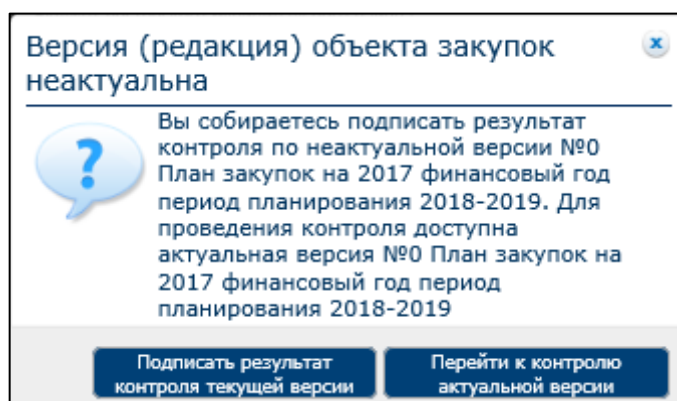 Версия (редакция) объекта закупок
неактуальна
Вы собираетесь подписать результат
контроля по неактуальной версии №0
План закупок на 2017 финансовый год
период планирования 2018-2019. Для
проведения контроля доступна
актуальная версия №0 План закупок на
2017 финансовый год период
планирования 2018-2019
Подписать результат
контроля текущей версии
Перейти к контролю
актуальной версии